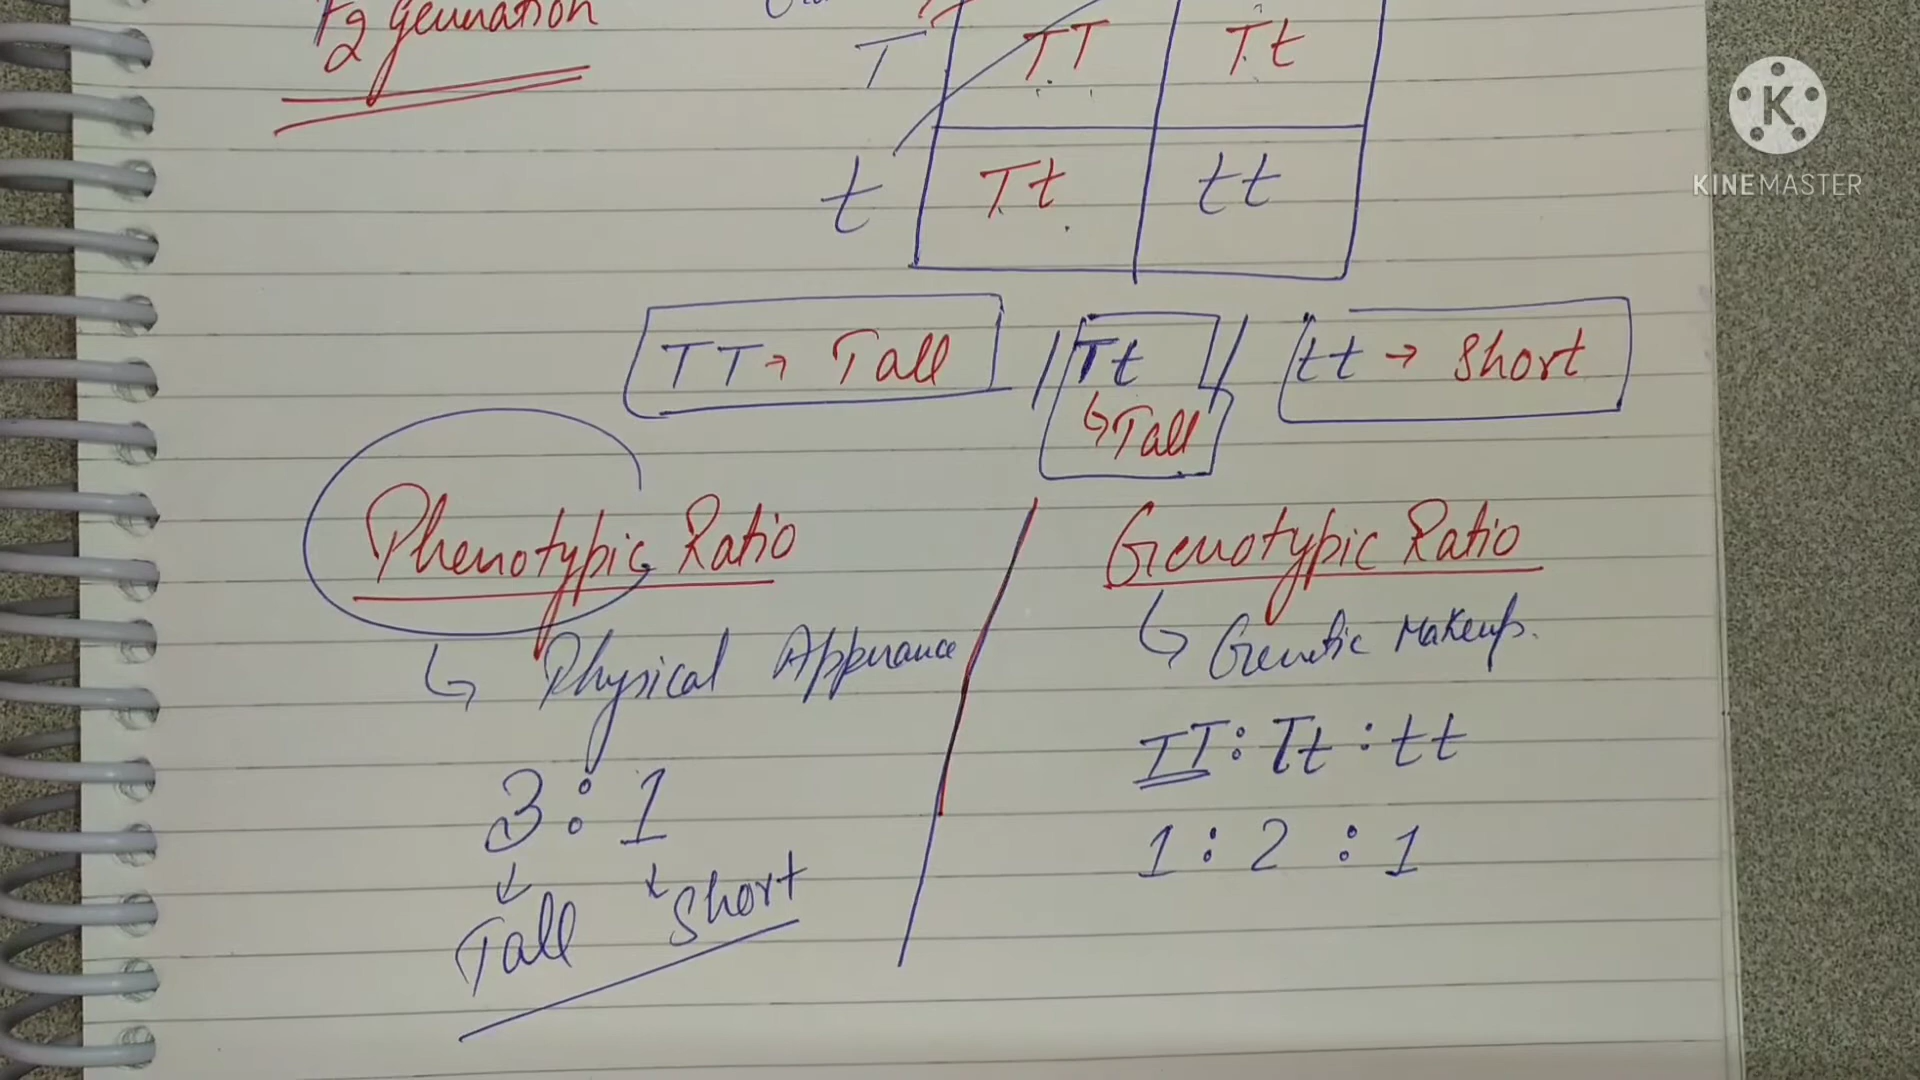 F2 Generation
T TT Tt
t Tt tt
K
KINEMASTER
TT → Tall / Tt / tt → Short
↳ Tall
Phenotypic Ratio
Genotypic Ratio
↳ Physical Apperance
↳ Genetic Makeup.
TT : Tt : tt
3 : 1
1 : 2 : 1
Tall Short